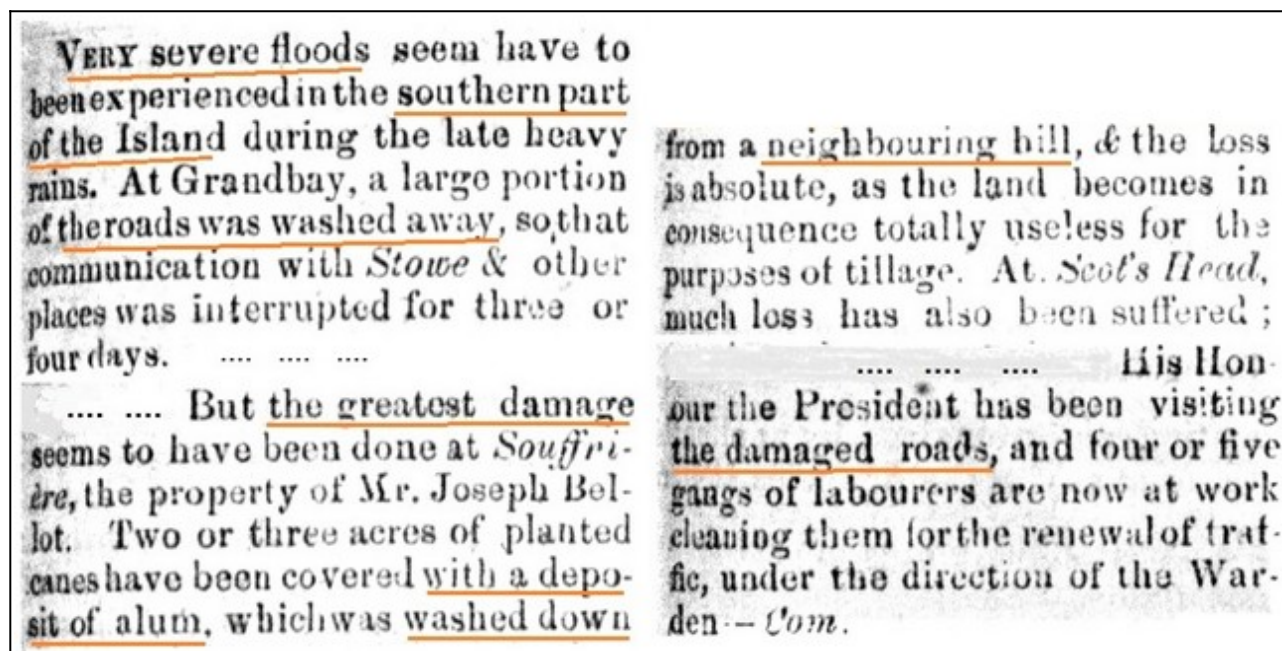 VERY severe floods seem have to
been experienced in the southern part
of the Island during the late heavy
rains. At Grandbay, a large portion
of the roads was washed away, so that
communication with Stowe & other
places was interrupted for three or
four days. .... .... ....
.... .... But the greatest damage
seems to have been done at Souffri-
ère, the property of Mr. Joseph Bel-
lot. Two or three acres of planted
canes have been covered with a depo-
sit of alum, which was washed down
from a neighbouring hill, & the loss
is absolute, as the land becomes in
consequence totally useless for the
purposes of tillage. At. Scot's Head,
much loss has also been suffered ;
.... .... .... His Hon-
our the President has been visiting
the damaged roads, and four or five
gangs of labourers are now at work
cleaning them for the renewal of traf-
fic, under the direction of the War-
den -- Com.